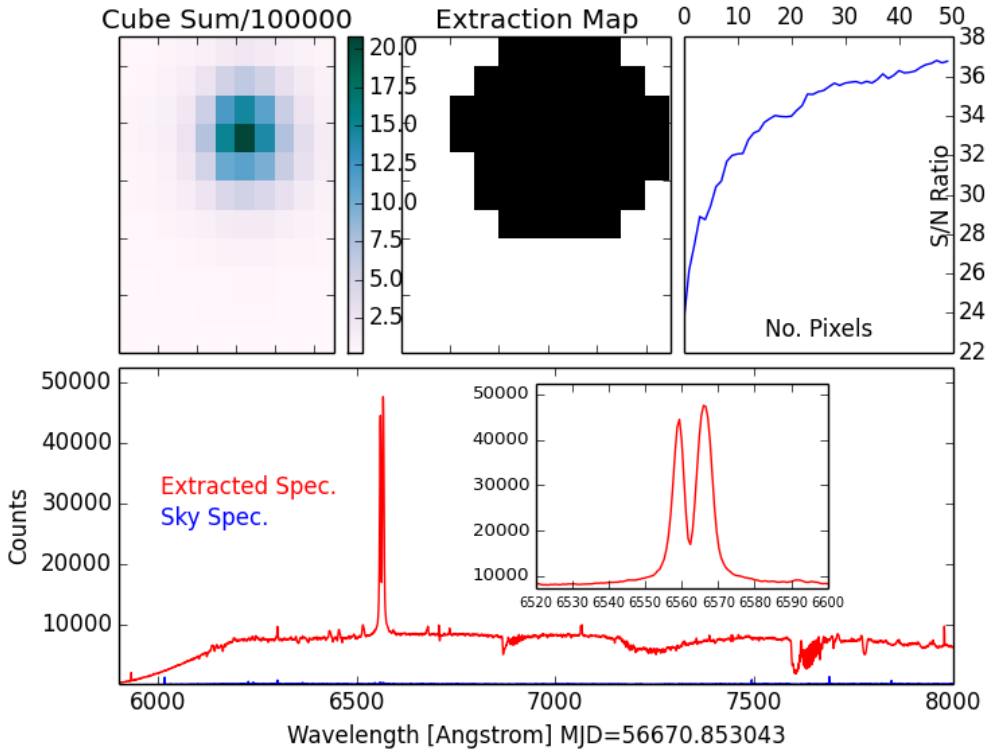 Cube Sum/100000
Extraction Map
0 10 20 30 40 50
20.0
17.5
15.0
12.5
10.0
7.5
5.0
2.5
38
36
34
32
30
28
26
24
22
S/N Ratio
No. Pixels
50000
40000
30000
20000
10000
Counts
Extracted Spec.
Sky Spec.
50000
40000
30000
20000
10000
6520 6530 6540 6550 6560 6570 6580 6590 6600
6000 6500 7000 7500 8000
Wavelength [Angstrom] MJD=56670.853043